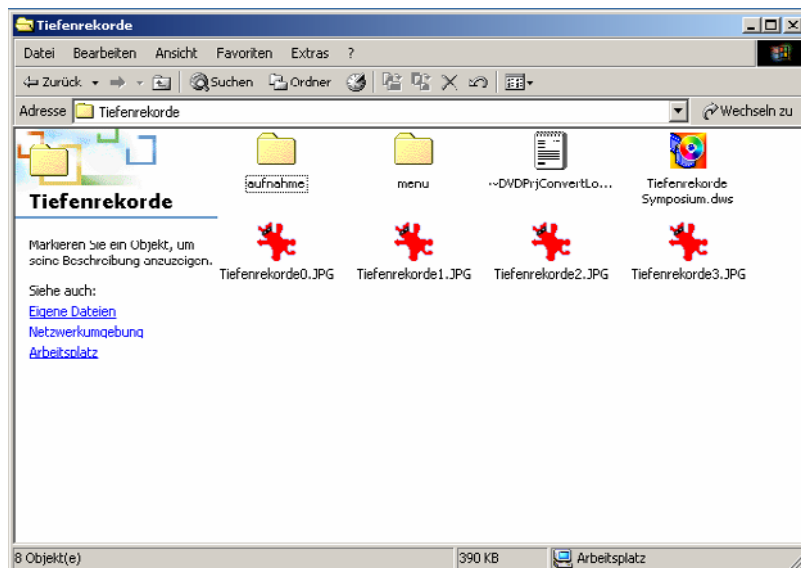 Tiefenrekorde
Datei Bearbeiten Ansicht Favoriten Extras ?
Zurück Suchen Ordner
Adresse Tiefenrekorde Wechseln zu
aufnahme menu ~DVDPrjConvertLo... Tiefenrekorde
Symposium.dws
Tiefenrekorde
Markieren Sie ein Objekt, um
seine Beschreibung anzuzeigen.
Tiefenrekorde0.JPG Tiefenrekorde1.JPG Tiefenrekorde2.JPG Tiefenrekorde3.JPG
Siehe auch:
Eigene Dateien
Netzwerkumgebung
Arbeitsplatz
8 Objekt(e) 390 KB Arbeitsplatz